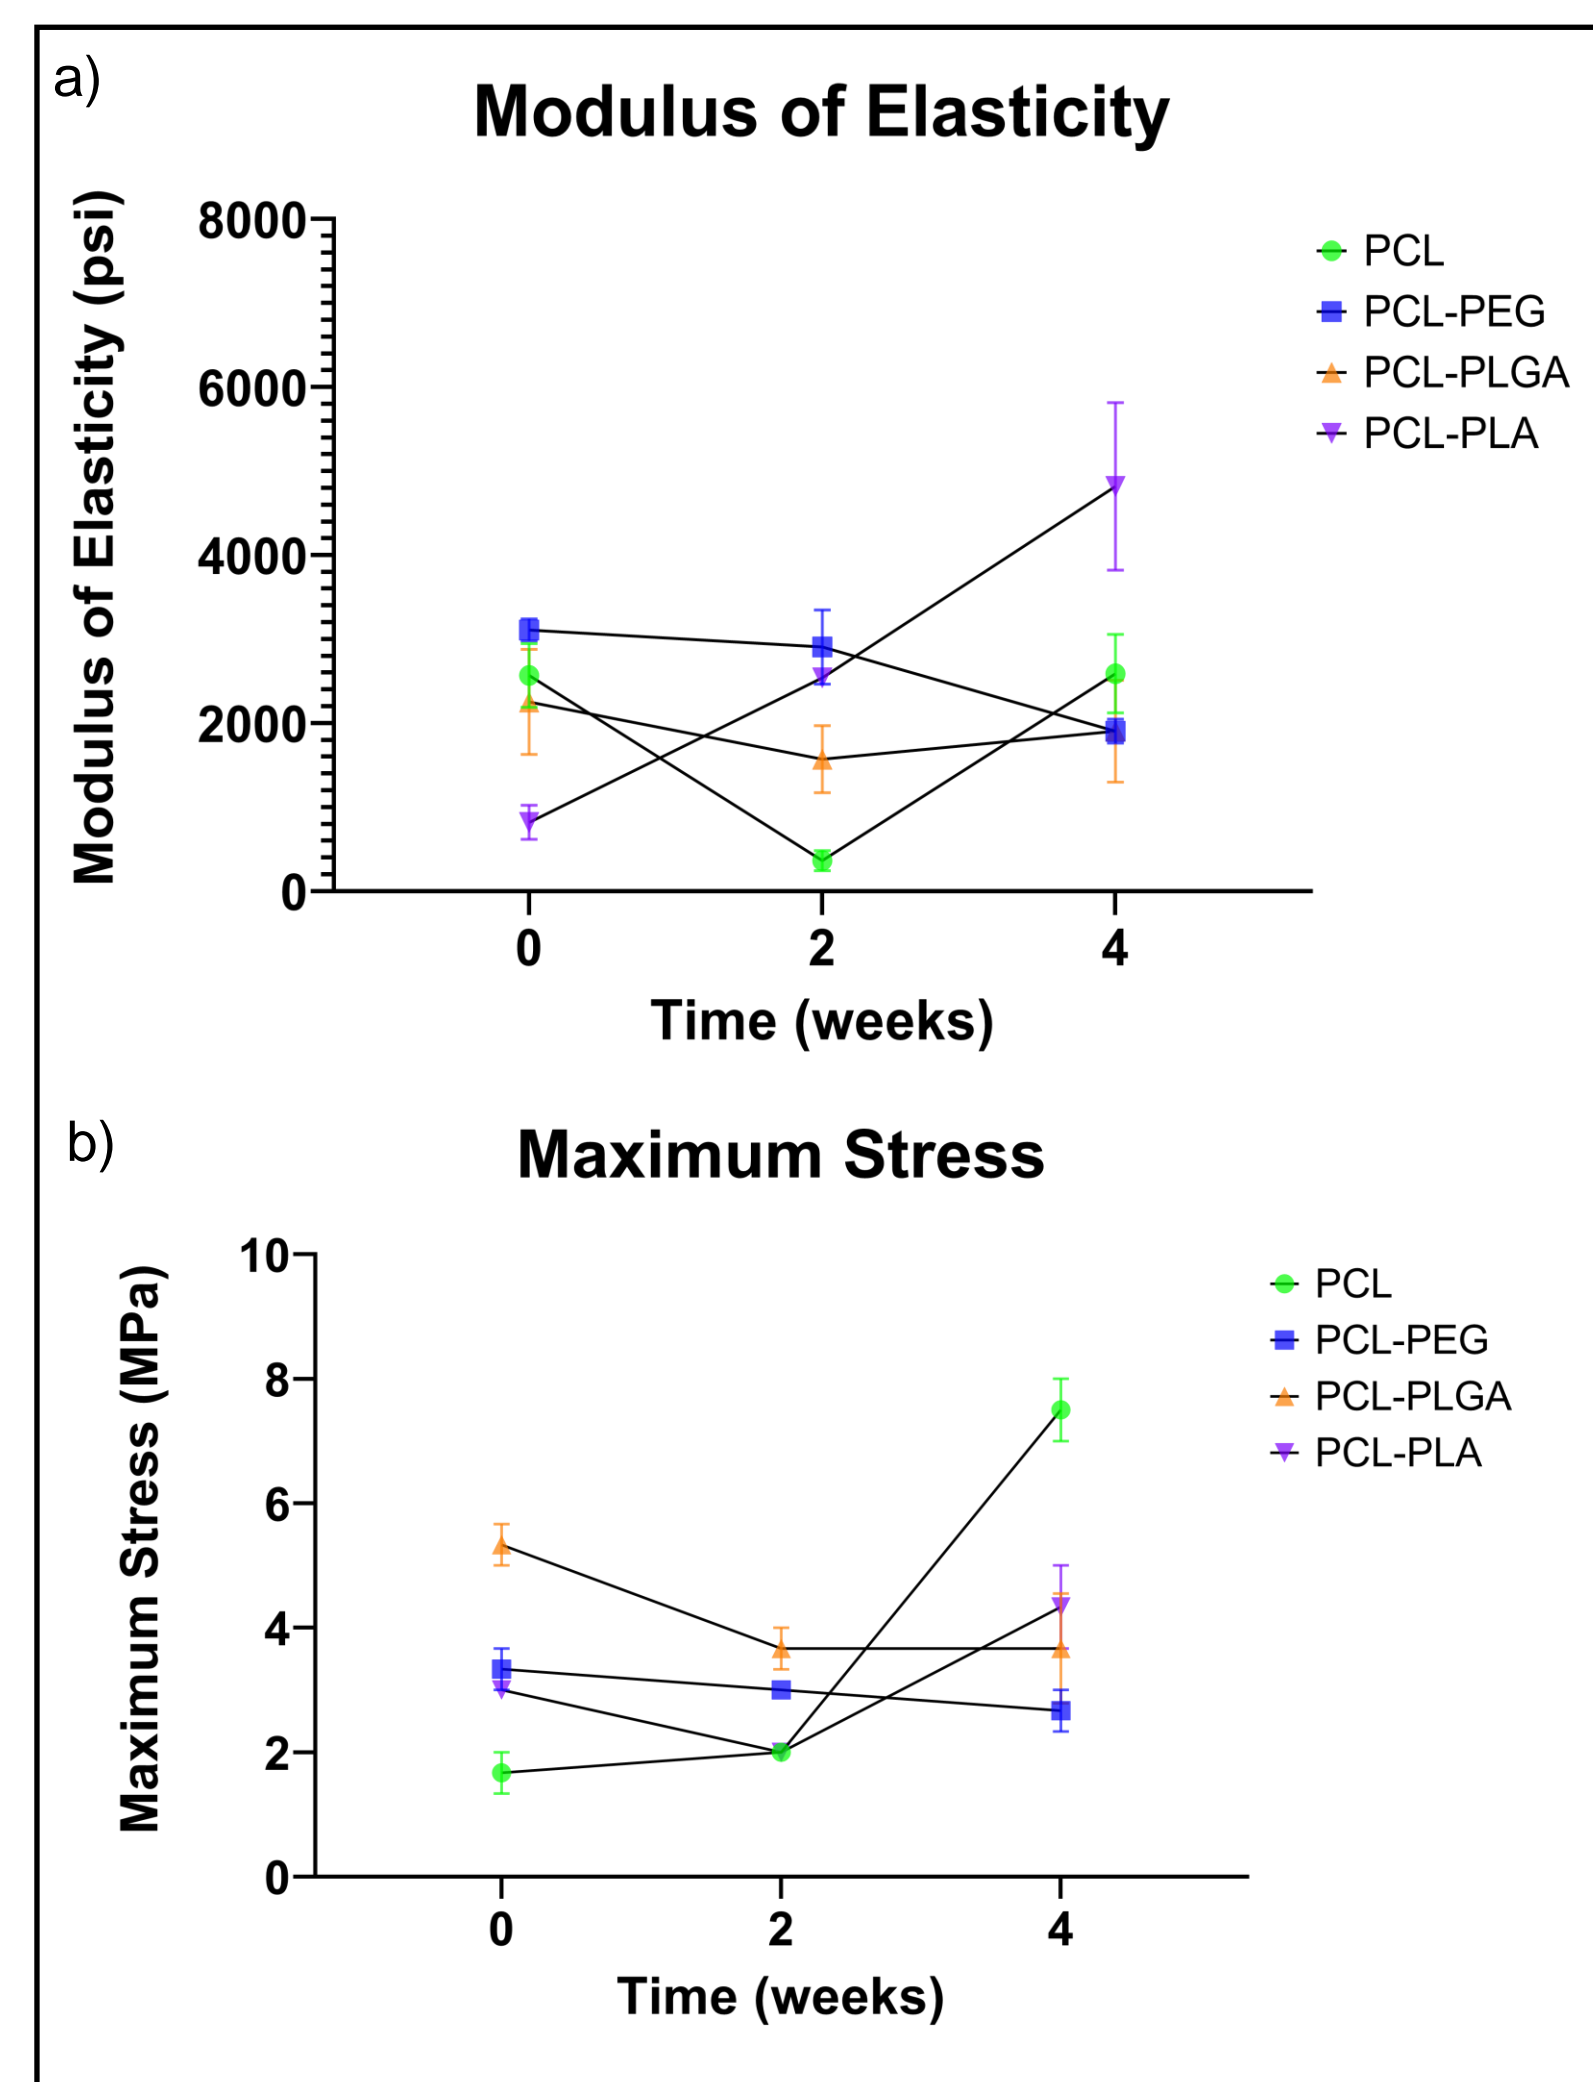 a)
Modulus of Elasticity
Modulus of Elasticity (psi)
8000
6000
4000
2000
0
0 2 4
Time (weeks)
PCL
PCL-PEG
PCL-PLGA
PCL-PLA
b)
Maximum Stress
Maximum Stress (MPa)
10
8
6
4
2
0
0 2 4
Time (weeks)
PCL
PCL-PEG
PCL-PLGA
PCL-PLA